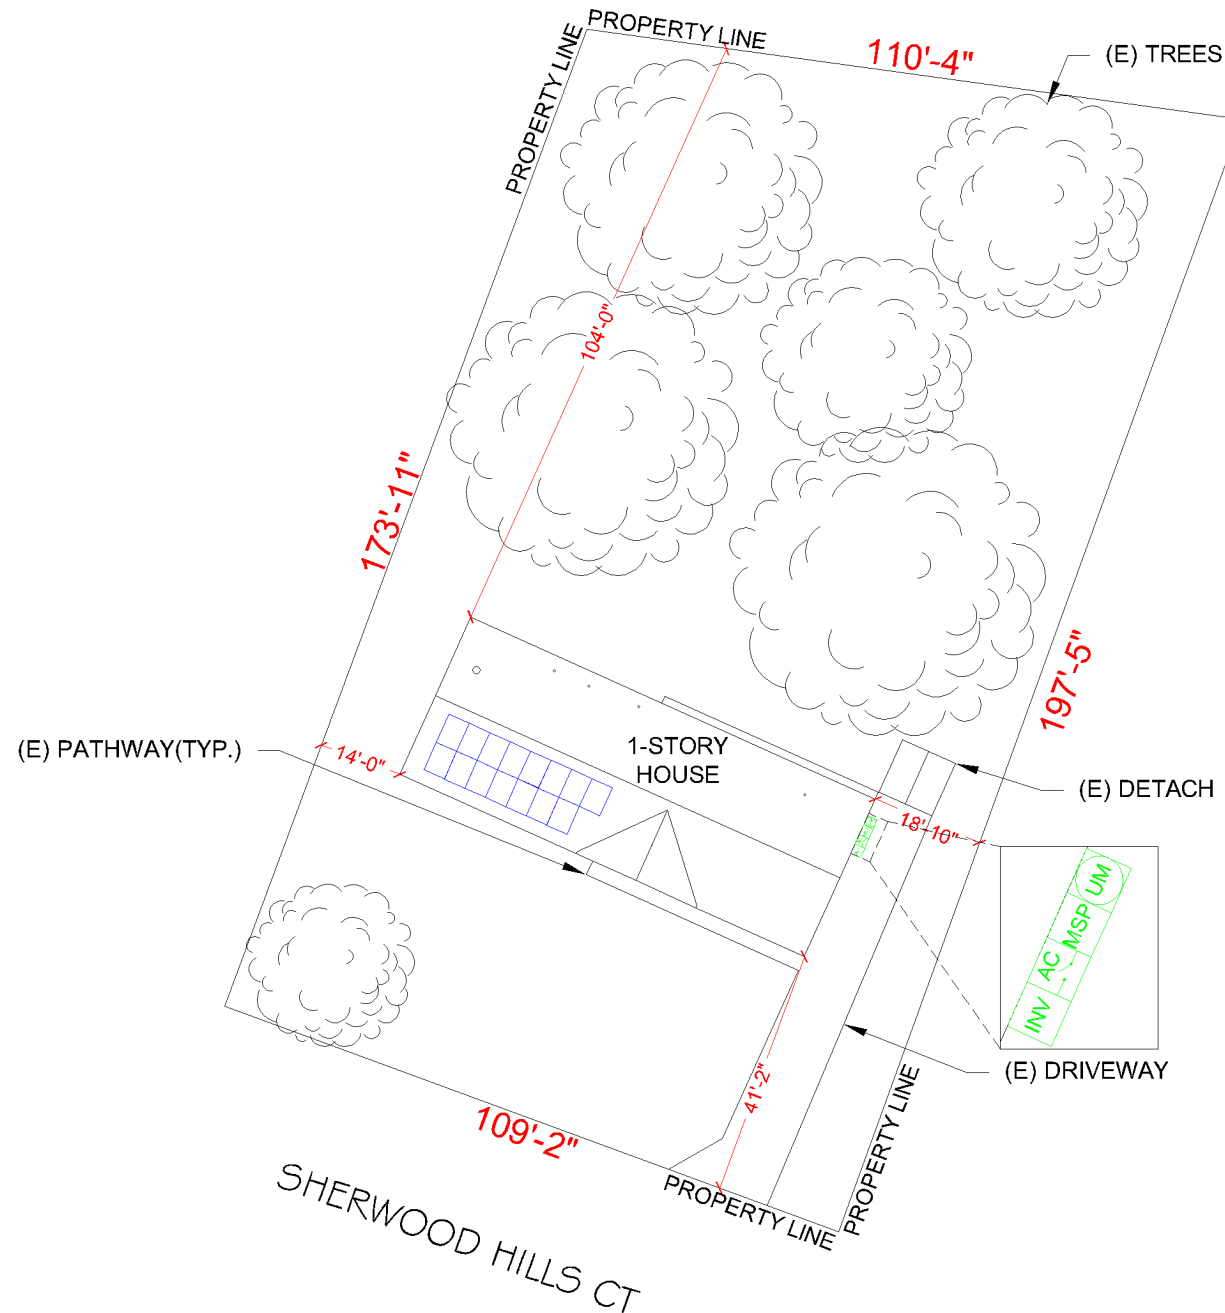 PROPERTY LINE
110'-4"
(E) TREES
PROPERTY LINE
104'-0"
173'-11"
197'-5"
(E) PATHWAY(TYP.)
14'-0"
1-STORY
HOUSE
(E) DETACH
18'-10"
UM
MSP
AC
INV
(E) DRIVEWAY
41'-2"
109'-2"
PROPERTY LINE
PROPERTY LINE
SHERWOOD HILLS CT